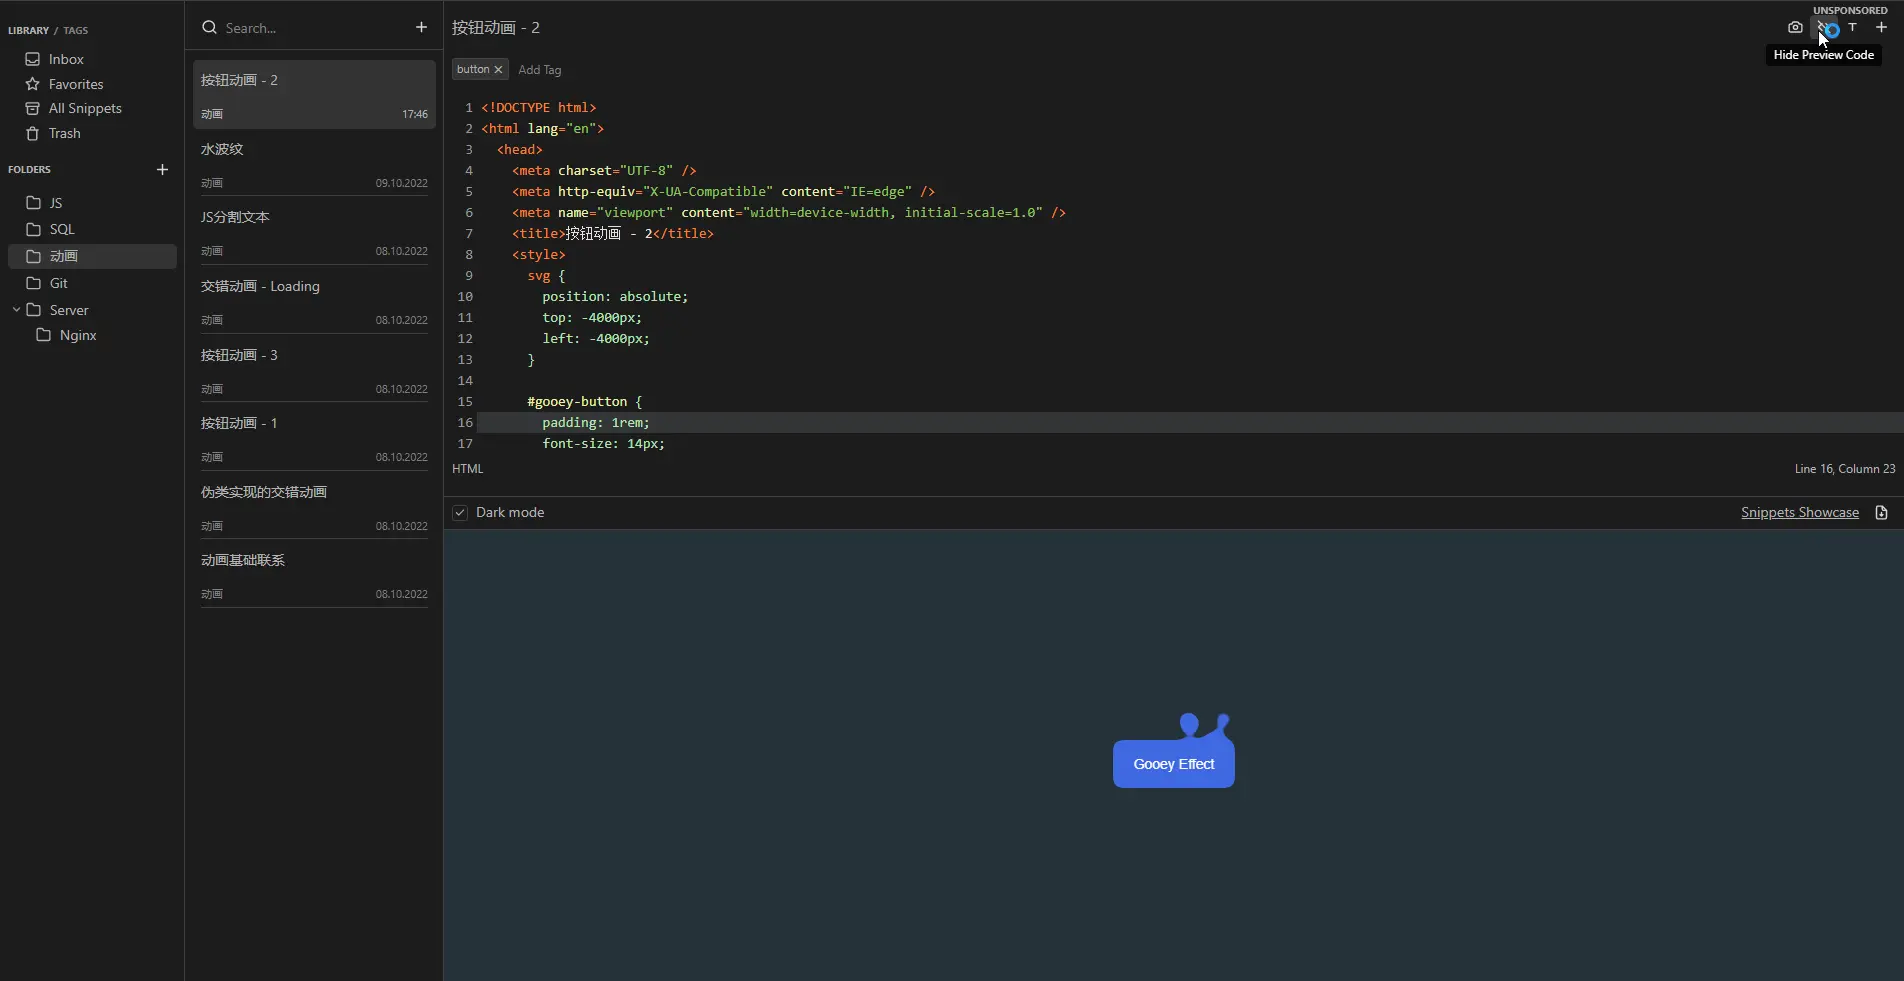 LIBRARY / TAGS
Inbox
Favorites
All Snippets
Trash
FOLDERS
JS
SQL
动画
Git
Server
Nginx
Search...
按钮动画 - 2
动画 17:46
水波纹
动画 09.10.2022
JS分割文本
动画 08.10.2022
交错动画 - Loading
动画 08.10.2022
按钮动画 - 3
动画 08.10.2022
按钮动画 - 1
动画 08.10.2022
伪类实现的交错动画
动画 08.10.2022
动画基础联系
动画 08.10.2022
按钮动画 - 2
UNSPONSORED
T
Hide Preview Code
button Add Tag
1 <!DOCTYPE html>
2 <html lang="en">
3 <head>
4 <meta charset="UTF-8" />
5 <meta http-equiv="X-UA-Compatible" content="IE=edge" />
6 <meta name="viewport" content="width=device-width, initial-scale=1.0" />
7 <title>按钮动画 - 2</title>
8 <style>
9 svg {
10 position: absolute;
11 top: -4000px;
12 left: -4000px;
13 }
14
15 #gooey-button {
16 padding: 1rem;
17 font-size: 14px;
HTML Line 16, Column 23
Dark mode Snippets Showcase
Gooey Effect